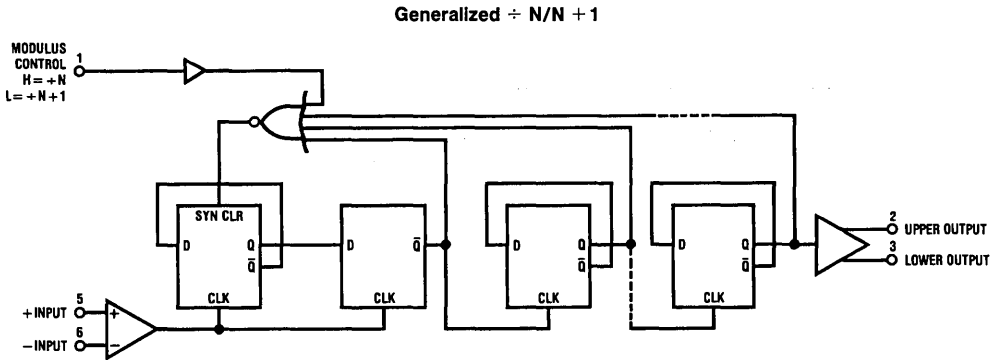 Generalized ÷ N/N + 1
MODULUS
CONTROL
H= +N
L= +N+1
1
SYN CLR
D
Q
Q̅
CLK
D
Q̅
CLK
D
Q
Q̅
CLK
D
Q
Q̅
CLK
2
UPPER OUTPUT
3
LOWER OUTPUT
+INPUT
5
+
-INPUT
6
−